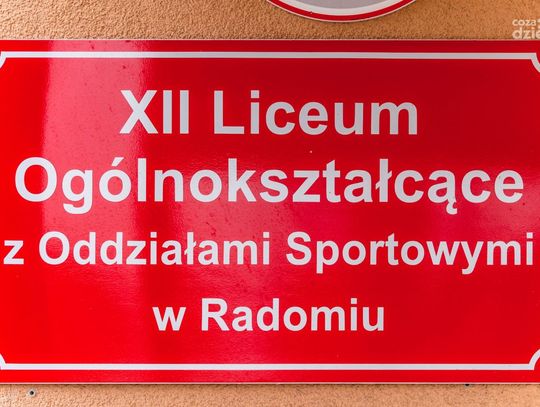 XII Liceum
Ogólnokształcące
z Oddziałami Sportowymi
w Radomiu